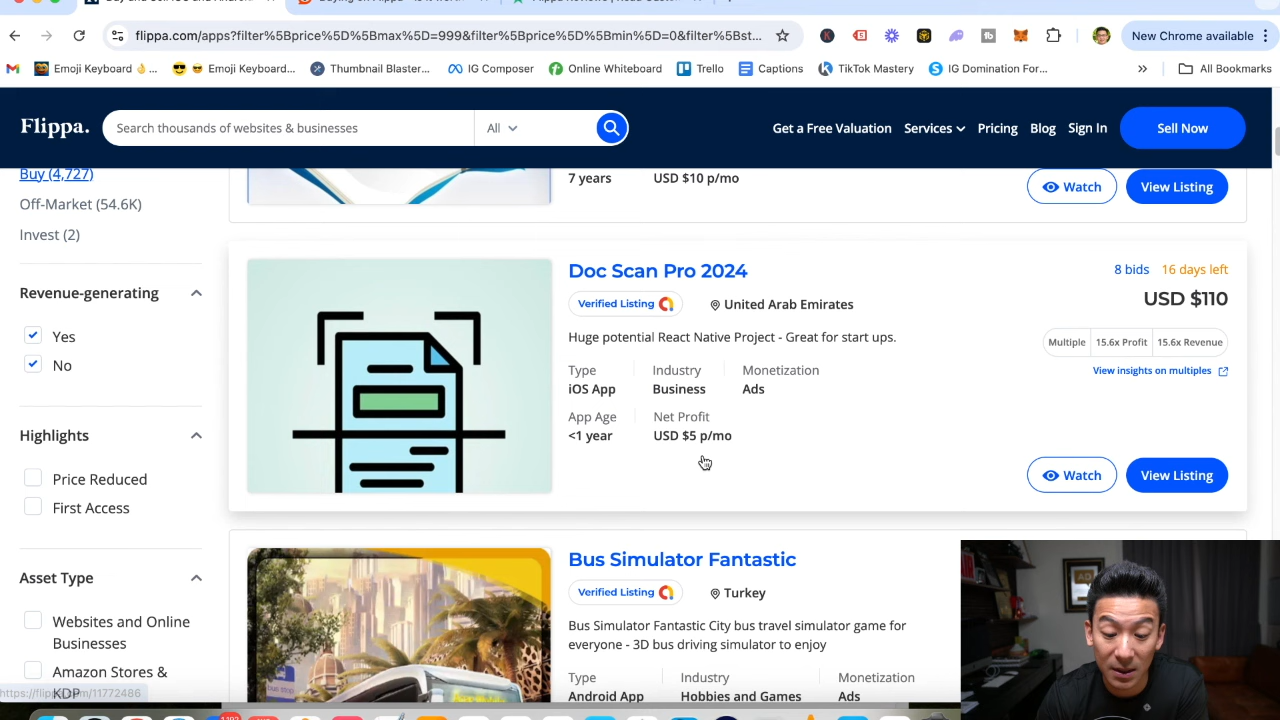 flippa.com/apps?filter%5Bprice%5D%5Bmax%5D=999&filter%5Bprice%5D%5Bmin%5D=0&filter%5Bst...
New Chrome available
Emoji Keyboard
Emoji Keyboard...
Thumbnail Blaster...
IG Composer
Online Whiteboard
Trello
Captions
TikTok Mastery
IG Domination For...
»
All Bookmarks
Flippa.
Search thousands of websites & businesses
All
Get a Free Valuation
Services
Pricing
Blog
Sign In
Sell Now
Buy (4,727)
Off-Market (54.6K)
Invest (2)
Revenue-generating
Yes
No
Highlights
Price Reduced
First Access
Asset Type
Websites and Online
Businesses
Amazon Stores &
KDP
https://flippa.com/11772486
7 years
USD $10 p/mo
Watch
View Listing
Doc Scan Pro 2024
8 bids
16 days left
Verified Listing
United Arab Emirates
USD $110
Huge potential React Native Project - Great for start ups.
Multiple
15.6x Profit
15.6x Revenue
View insights on multiples
Type
Industry
Monetization
iOS App
Business
Ads
App Age
Net Profit
<1 year
USD $5 p/mo
Watch
View Listing
Bus Simulator Fantastic
Verified Listing
Turkey
Bus Simulator Fantastic City bus travel simulator game for
everyone - 3D bus driving simulator to enjoy
Type
Industry
Monetization
Android App
Hobbies and Games
Ads